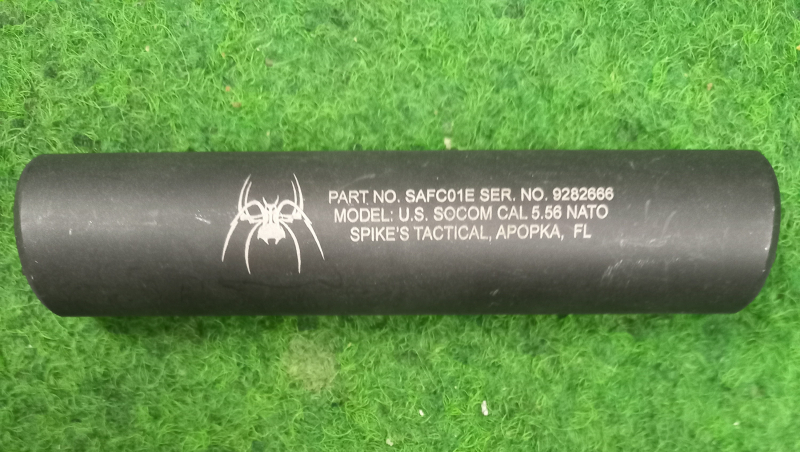 PART NO. SAFC01E SER. NO. 9282666
MODEL: U.S. SOCOM CAL 5.56 NATO
SPIKE'S TACTICAL, APOPKA, FL